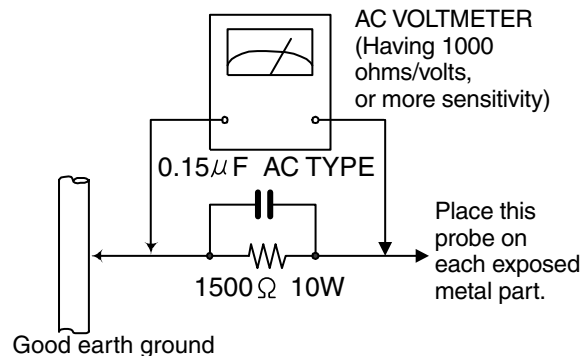 AC VOLTMETER
(Having 1000
ohms/volts,
or more sensitivity)
0.15μF AC TYPE
1500Ω 10W
Place this
probe on
each exposed
metal part.
Good earth ground